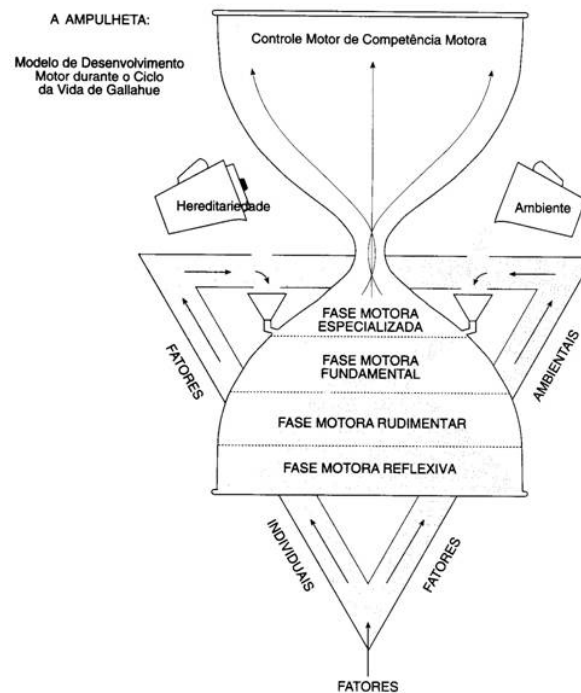 A AMPULHETA:
Modelo de Desenvolvimento
Motor durante o Ciclo
da Vida de Gallahue
Controle Motor de Competência Motora
Hereditariedade
Ambiente
FASE MOTORA
ESPECIALIZADA
FASE MOTORA
FUNDAMENTAL
FASE MOTORA RUDIMENTAR
FASE MOTORA REFLEXIVA
FATORES
AMBIENTAIS
INDIVIDUAIS
FATORES
FATORES